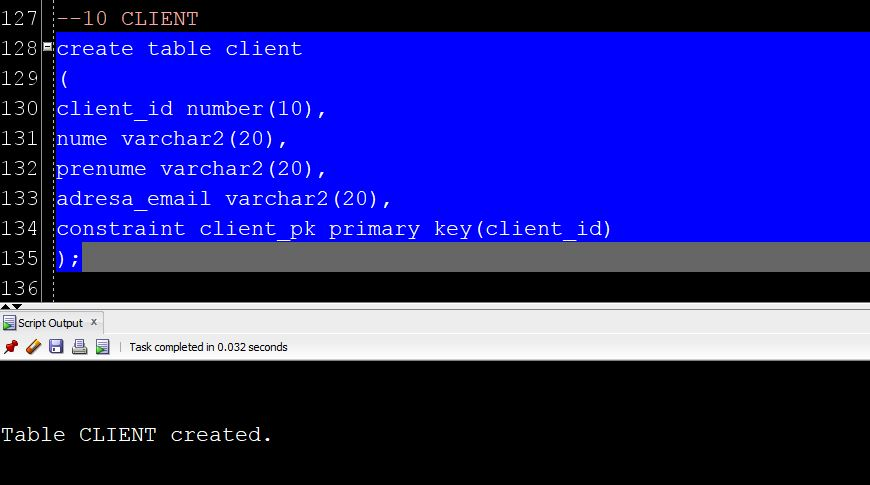 127 --10 CLIENT
128 create table client
129 (
130 client_id number(10),
131 nume varchar2(20),
132 prenume varchar2(20),
133 adresa_email varchar2(20),
134 constraint client_pk primary key(client_id)
135 );
136
Script Output x
Task completed in 0.032 seconds
Table CLIENT created.